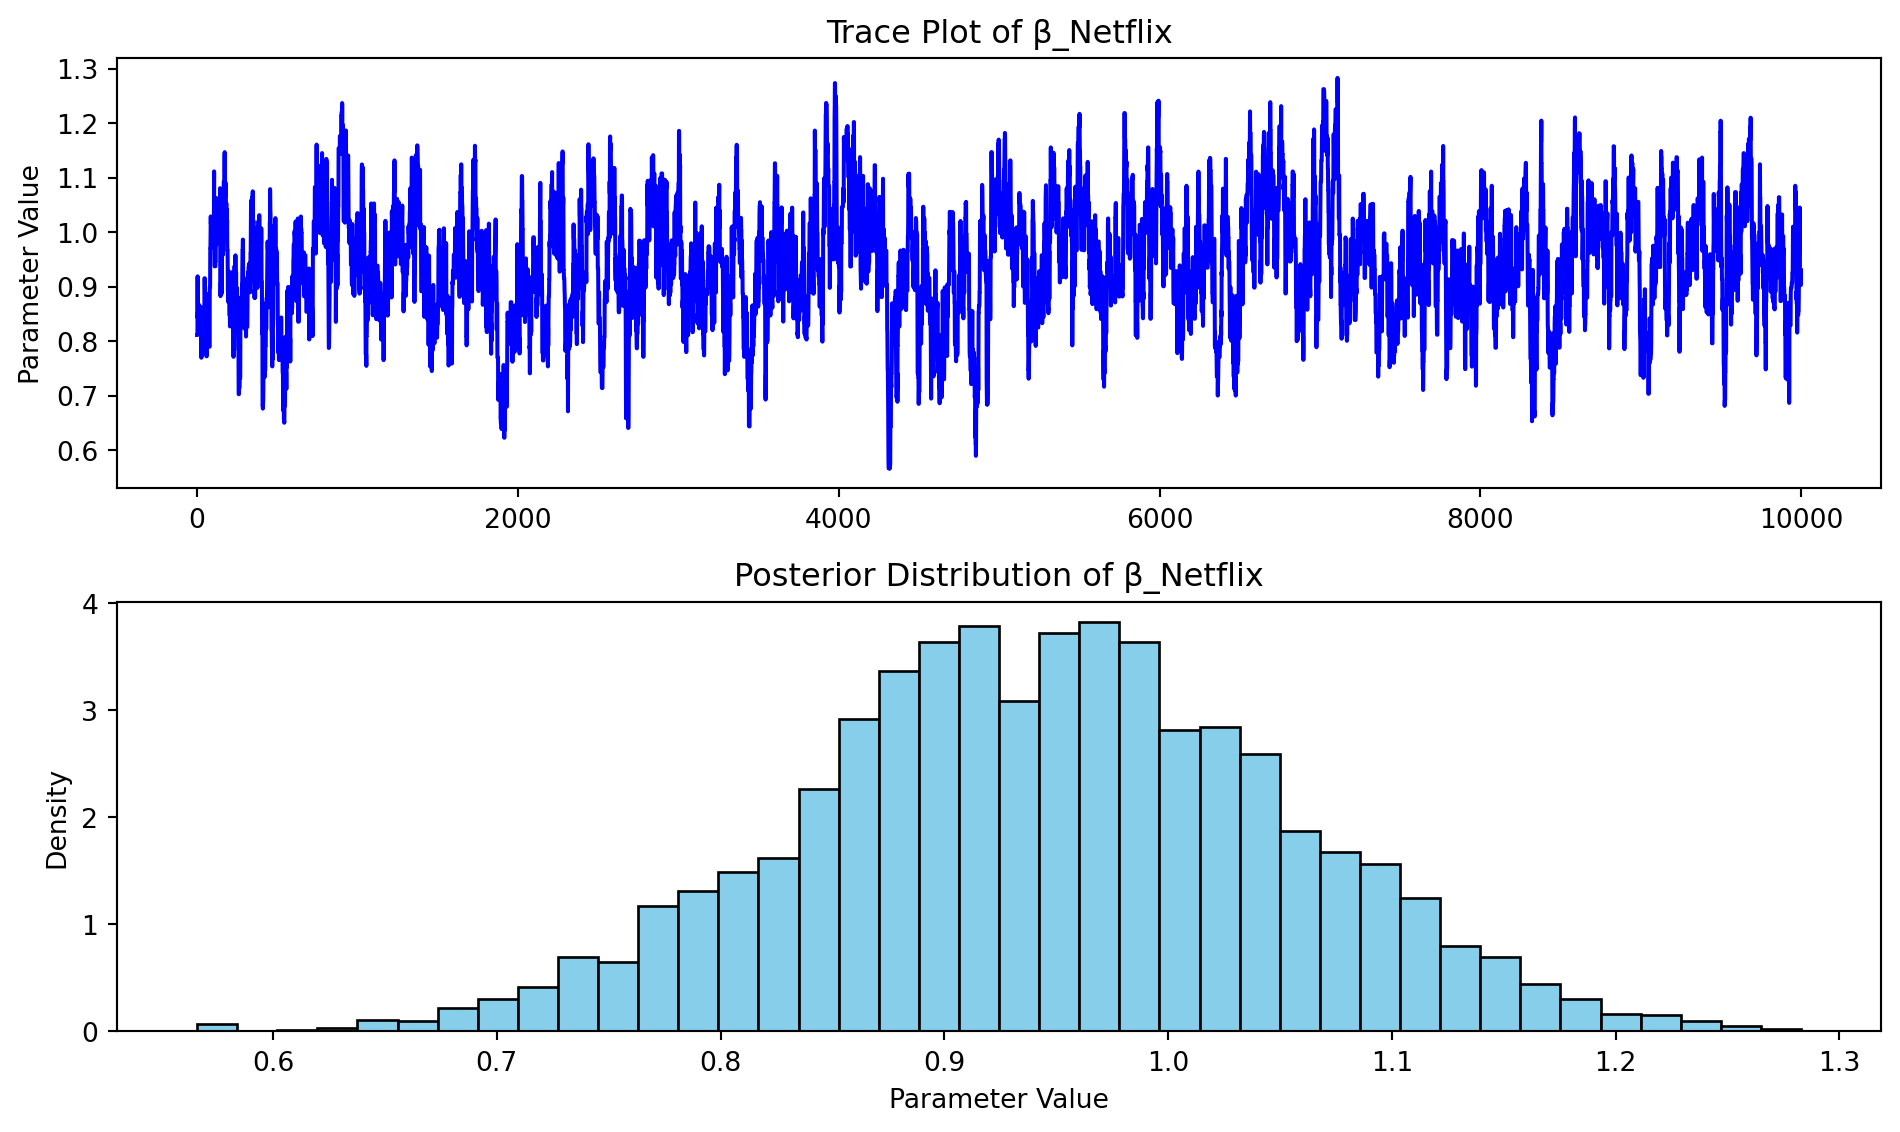 Trace Plot of β_Netflix
Parameter Value
1.3
1.2
1.1
1.0
0.9
0.8
0.7
0.6
0 2000 4000 6000 8000 10000
Posterior Distribution of β_Netflix
Density
4
3
2
1
0
0.6 0.7 0.8 0.9 1.0 1.1 1.2 1.3
Parameter Value